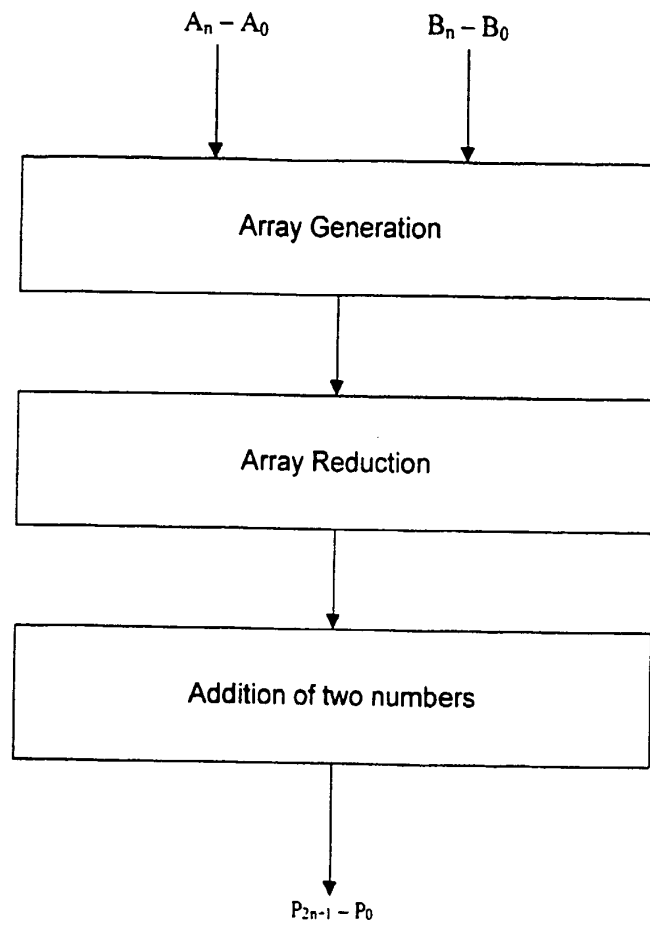 Aₙ – A₀
Bₙ – B₀
Array Generation
Array Reduction
Addition of two numbers
P₂ₙ₊₁ – P₀